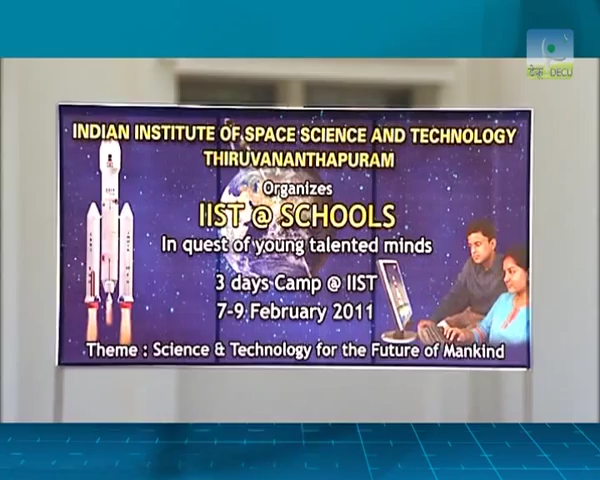 देकू DECU
INDIAN INSTITUTE OF SPACE SCIENCE AND TECHNOLOGY
THIRUVANANTHAPURAM
Organizes
IIST @ SCHOOLS
In quest of young talented minds
3 days Camp @ IIST
7-9 February 2011
Theme : Science & Technology for the Future of Mankind